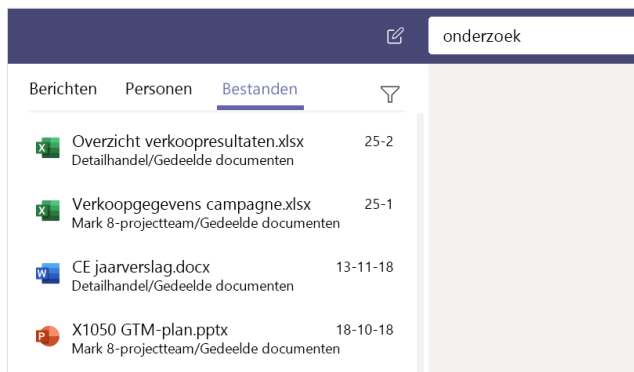 onderzoek
Berichten Personen Bestanden
Overzicht verkoopresultaten.xlsx 25-2
Detailhandel/Gedeelde documenten
Verkoopgegevens campagne.xlsx 25-1
Mark 8-projectteam/Gedeelde documenten
CE jaarverslag.docx 13-11-18
Detailhandel/Gedeelde documenten
X1050 GTM-plan.pptx 18-10-18
Mark 8-projectteam/Gedeelde documenten